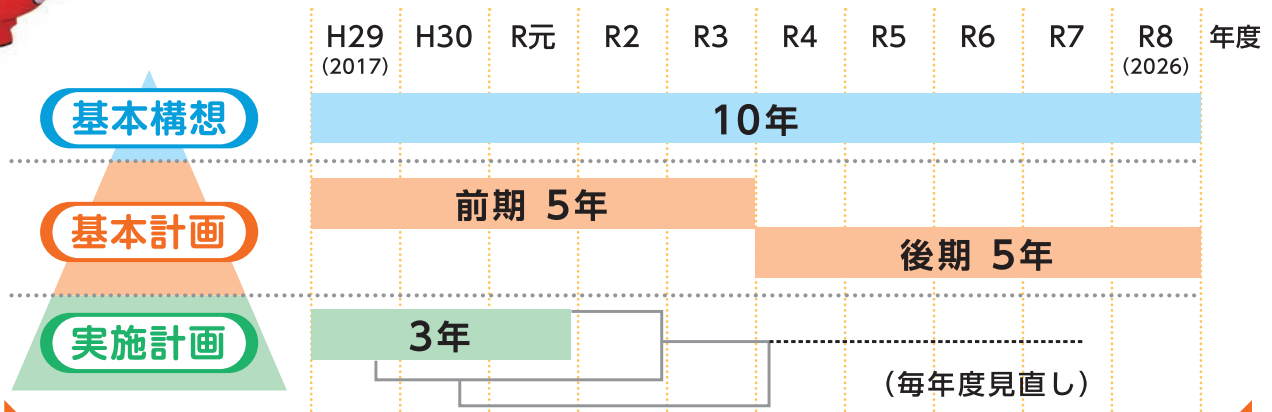 H29 H30 R元 R2 R3 R4 R5 R6 R7 R8 年度
(2017) (2026)
基本構想 10年
基本計画 前期 5年
後期 5年
実施計画 3年
(毎年度見直し)